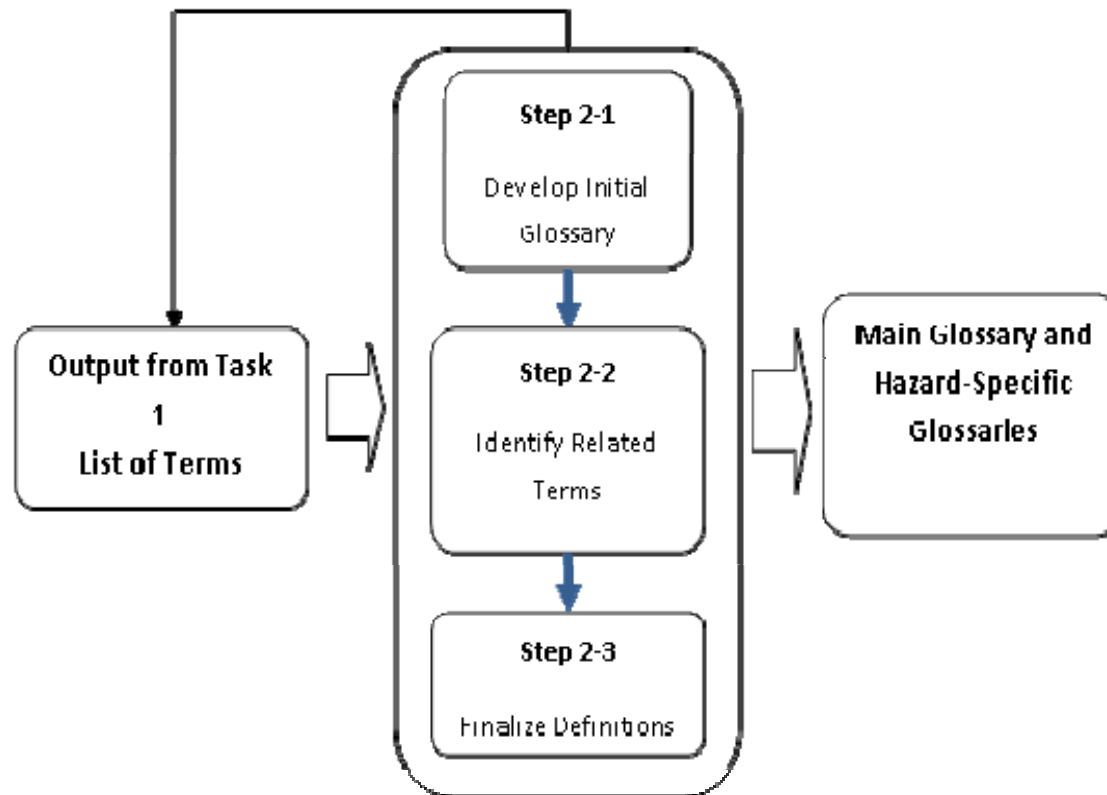 Step 2-1
Develop Initial
Glossary
Output from Task
1
List of Terms
Step 2-2
Identify Related
Terms
Step 2-3
Finalize Definitions
Main Glossary and
Hazard-Specific
Glossaries